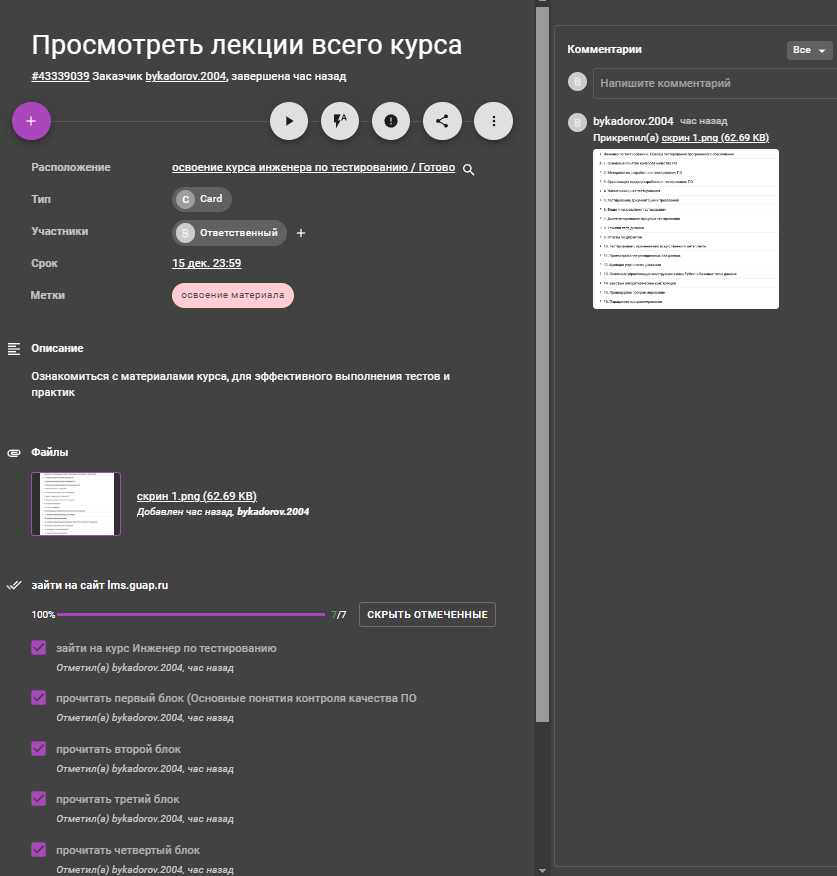 Просмотреть лекции всего курса
#43339039 Заказчик bykadorov.2004, завершена час назад
Расположение
освоение курса инженера по тестированию / Готово
Тип
C Card
Участники
B Ответственный +
Срок
15 дек. 23:59
Метки
освоение материала
Описание
Ознакомиться с материалами курса, для эффективного выполнения тестов и
практик
Файлы
скрин 1.png (62.69 KB)
Добавлен час назад, bykadorov.2004
зайти на сайт lms.guap.ru
100%
7/7
СКРЫТЬ ОТМЕЧЕННЫЕ
зайти на курс Инженер по тестированию
Отметил(а) bykadorov.2004, час назад
прочитать первый блок (Основные понятия контроля качества ПО
Отметил(а) bykadorov.2004, час назад
прочитать второй блок
Отметил(а) bykadorov.2004, час назад
прочитать третий блок
Отметил(а) bykadorov.2004, час назад
прочитать четвертый блок
Отметил(а) bykadorov.2004, час назад
Комментарии
Все
B
Напишите комментарий
B
bykadorov.2004 час назад
Прикрепил(а) скрин 1.png (62.69 KB)